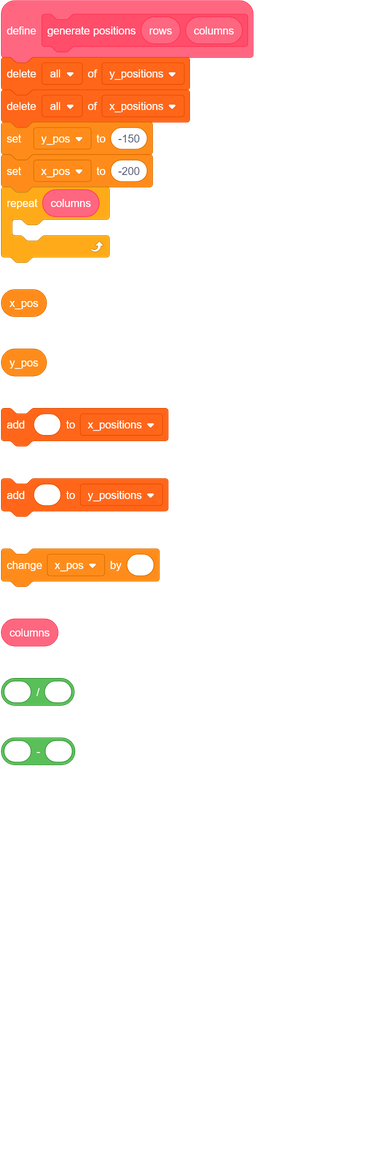 define generate positions rows columns
delete all of y_positions
delete all of x_positions
set y_pos to -150
set x_pos to -200
repeat columns
x_pos
y_pos
add to x_positions
add to y_positions
change x_pos by
columns
/
-